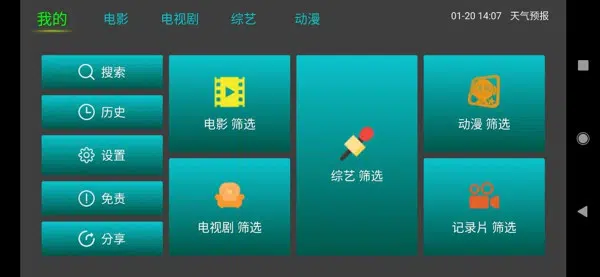 我的 电影 电视剧 综艺 动漫 01-20 14:07 天气预报
搜索
历史
设置
免责
分享
电影 筛选
电视剧 筛选
综艺 筛选
动漫 筛选
记录片 筛选